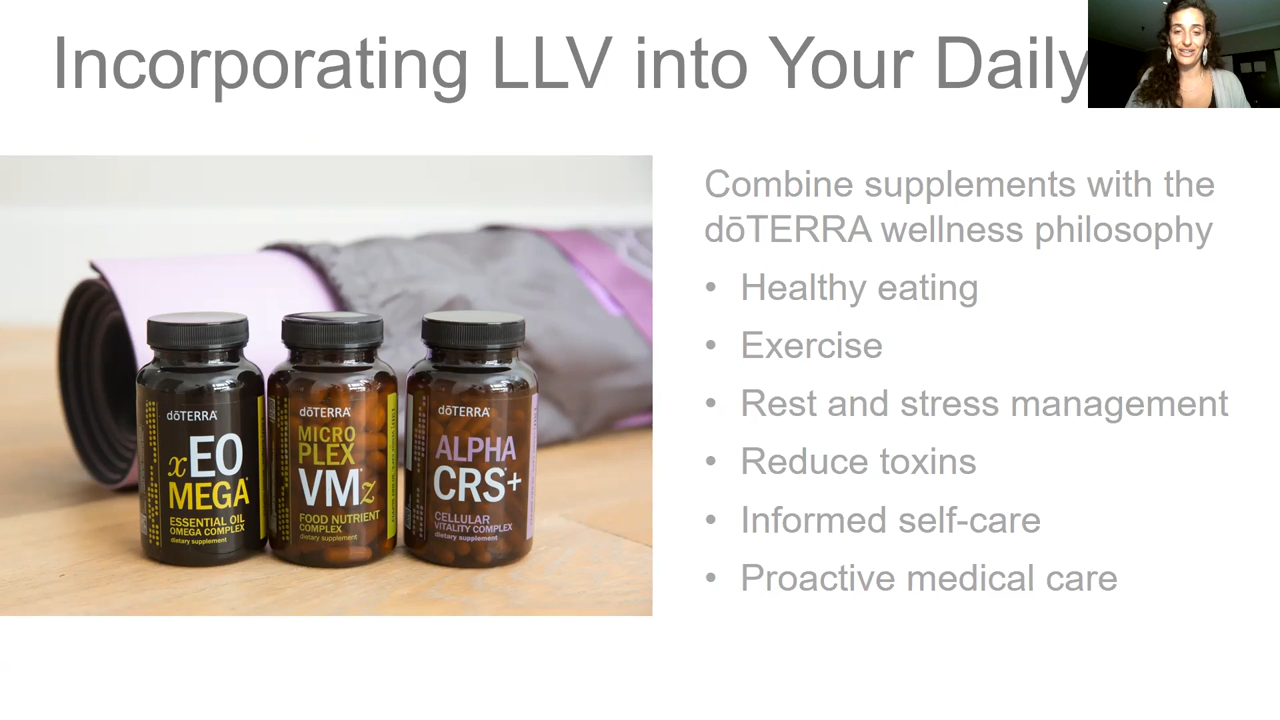 Incorporating LLV into Your Daily
Combine supplements with the
dōTERRA wellness philosophy
• Healthy eating
• Exercise
• Rest and stress management
• Reduce toxins
• Informed self-care
• Proactive medical care
dōTERRA
xEO
MEGA
ESSENTIAL OIL
OMEGA COMPLEX
dietary supplement
dōTERRA
MICRO
PLEX
VMz
FOOD NUTRIENT
COMPLEX
dietary supplement
dōTERRA
ALPHA
CRS+
CELLULAR
VITALITY COMPLEX
dietary supplement